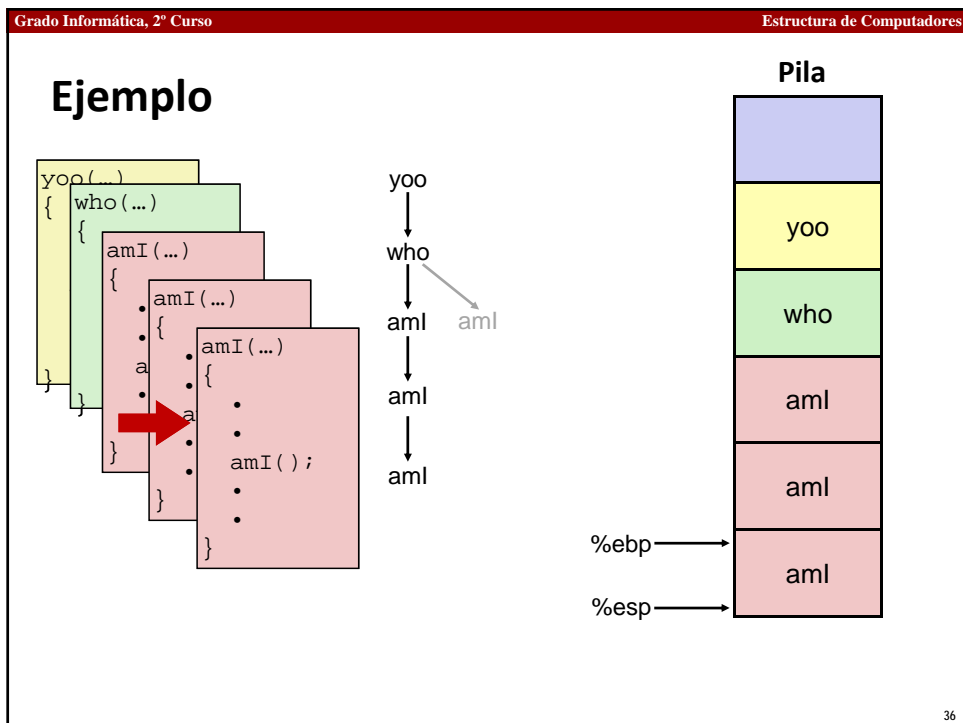 Grado Informática, 2º Curso
Estructura de Computadores
Ejemplo
Pila
yoo(…)
{
}
who(…)
{
}
amI(…)
{
•
•
a
•
}
amI(…)
{
•
•
a
•
•
}
amI(…)
{
•
•
amI();
•
•
}
yoo
who
amI
amI
amI
amI
yoo
who
amI
amI
amI
%ebp
%esp
36